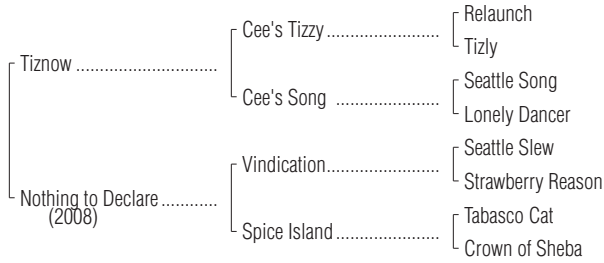 Relaunch
Cee's Tizzy
Tizly
Tiznow
Seattle Song
Cee's Song
Lonely Dancer
Seattle Slew
Vindication
Strawberry Reason
Nothing to Declare
(2008)
Tabasco Cat
Spice Island
Crown of Sheba